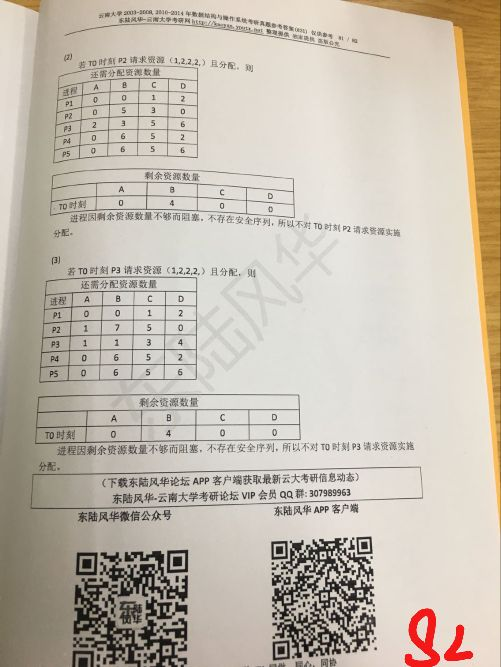 云南大学 2003-2008, 2010-2014 年数据结构与操作系统考研真题参考答案(831) 仅供参考 81 / 82
东陆风华-云南大学考研网 http://kaoyan.youtx.net 整理提供 翻版必究
(2)
若 T0 时刻 P2 请求资源（1,2,2,2,）且分配，则
还需分配资源数量
进程 A B C D
P1 0 0 1 2
P2 0 5 3 0
P3 2 3 5 6
P4 0 6 5 2
P5 0 6 5 6
剩余资源数量
A B C D
T0 时刻 0 4 0 0
进程因剩余资源数量不够而阻塞，不存在安全序列，所以不对 T0 时刻 P2 请求资源实施
分配。
(3)
若 T0 时刻 P3 请求资源（1,2,2,2,）且分配，则
还需分配资源数量
进程 A B C D
P1 0 0 1 2
P2 1 7 5 0
P3 1 1 3 4
P4 0 6 5 2
P5 0 6 5 6
剩余资源数量
A B C D
T0 时刻 0 4 0 0
进程因剩余资源数量不够而阻塞，不存在安全序列，所以不对 T0 时刻 P3 请求资源实施
分配。
（下载东陆风华论坛 APP 客户端获取最新云大考研信息动态）
东陆风华-云南大学考研论坛 VIP 会员 QQ 群: 307989963
东陆风华微信公众号 东陆风华 APP 客户端
东陆风华
同心，同协